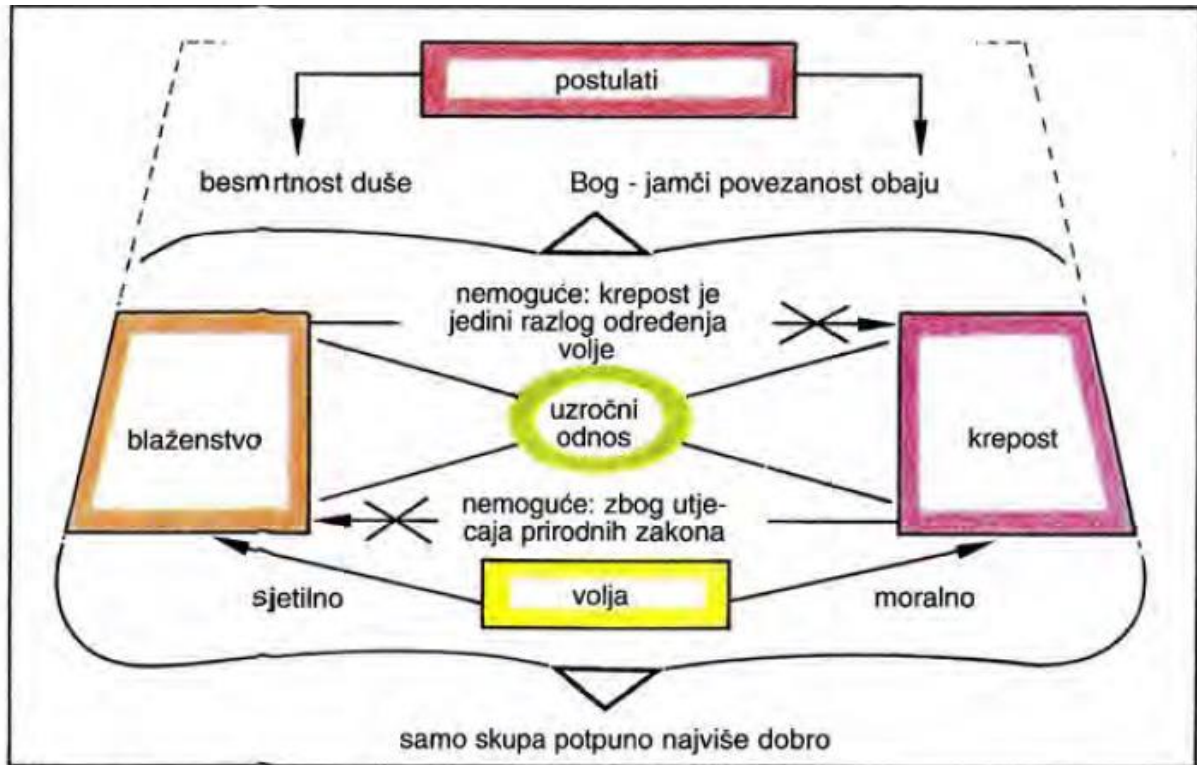 postulati
besmrtnost duše
Bog - jamči povezanost obaju
nemoguće: krepost je
jedini razlog određenja
volje
blaženstvo
uzročni
odnos
krepost
nemoguće: zbog utje-
caja prirodnih zakona
sjetilno
volja
moralno
samo skupa potpuno najviše dobro